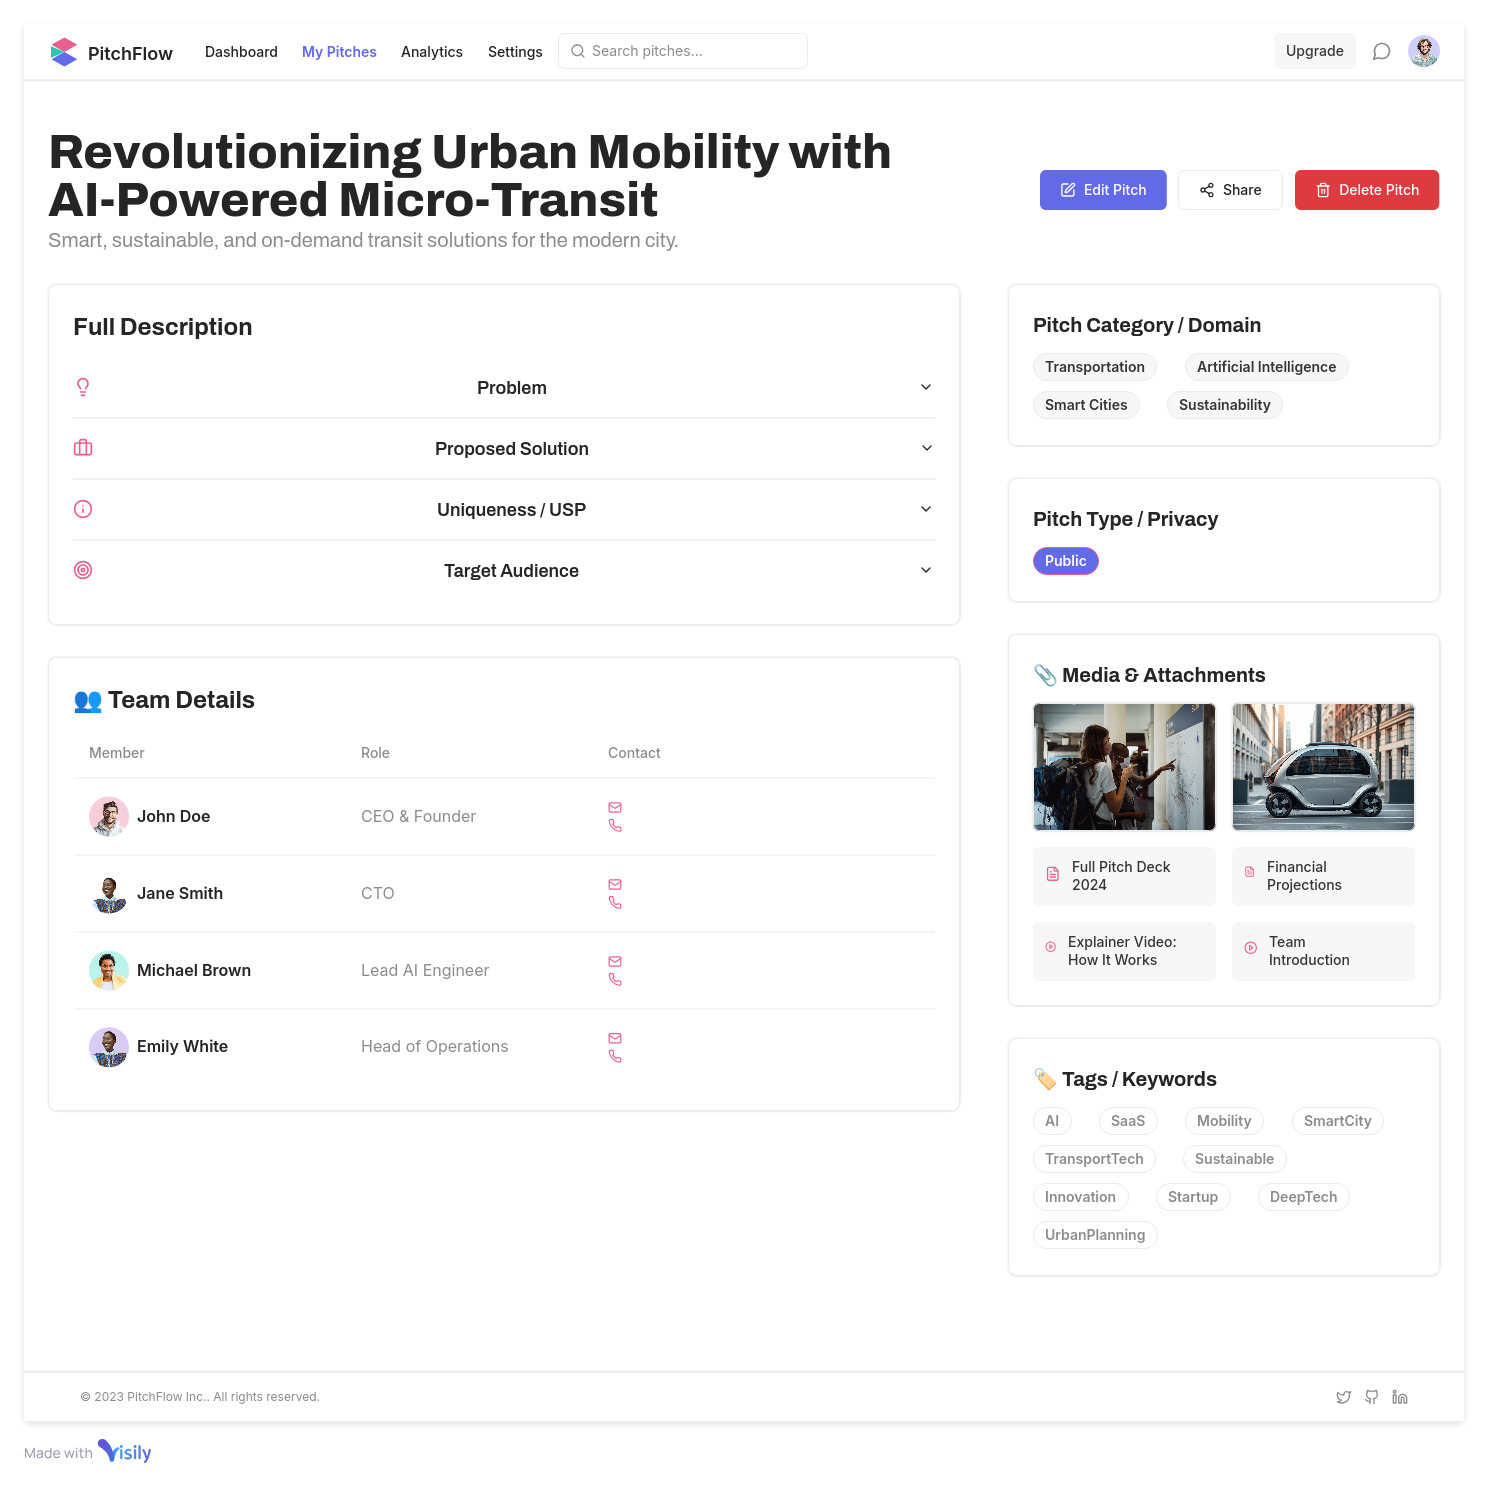 PitchFlow
Dashboard
My Pitches
Analytics
Settings
Search pitches...
Upgrade
Revolutionizing Urban Mobility with
AI-Powered Micro-Transit
Smart, sustainable, and on-demand transit solutions for the modern city.
Edit Pitch
Share
Delete Pitch
Full Description
Problem
Proposed Solution
Uniqueness / USP
Target Audience
👥 Team Details
Member Role Contact
John Doe CEO & Founder
Jane Smith CTO
Michael Brown Lead AI Engineer
Emily White Head of Operations
Pitch Category / Domain
Transportation Artificial Intelligence
Smart Cities Sustainability
Pitch Type / Privacy
Public
📎 Media & Attachments
Full Pitch Deck
2024
Financial
Projections
Explainer Video:
How It Works
Team
Introduction
🏷️ Tags / Keywords
AI SaaS Mobility SmartCity
TransportTech Sustainable
Innovation Startup DeepTech
UrbanPlanning
© 2023 PitchFlow Inc.. All rights reserved.
Made with Visily